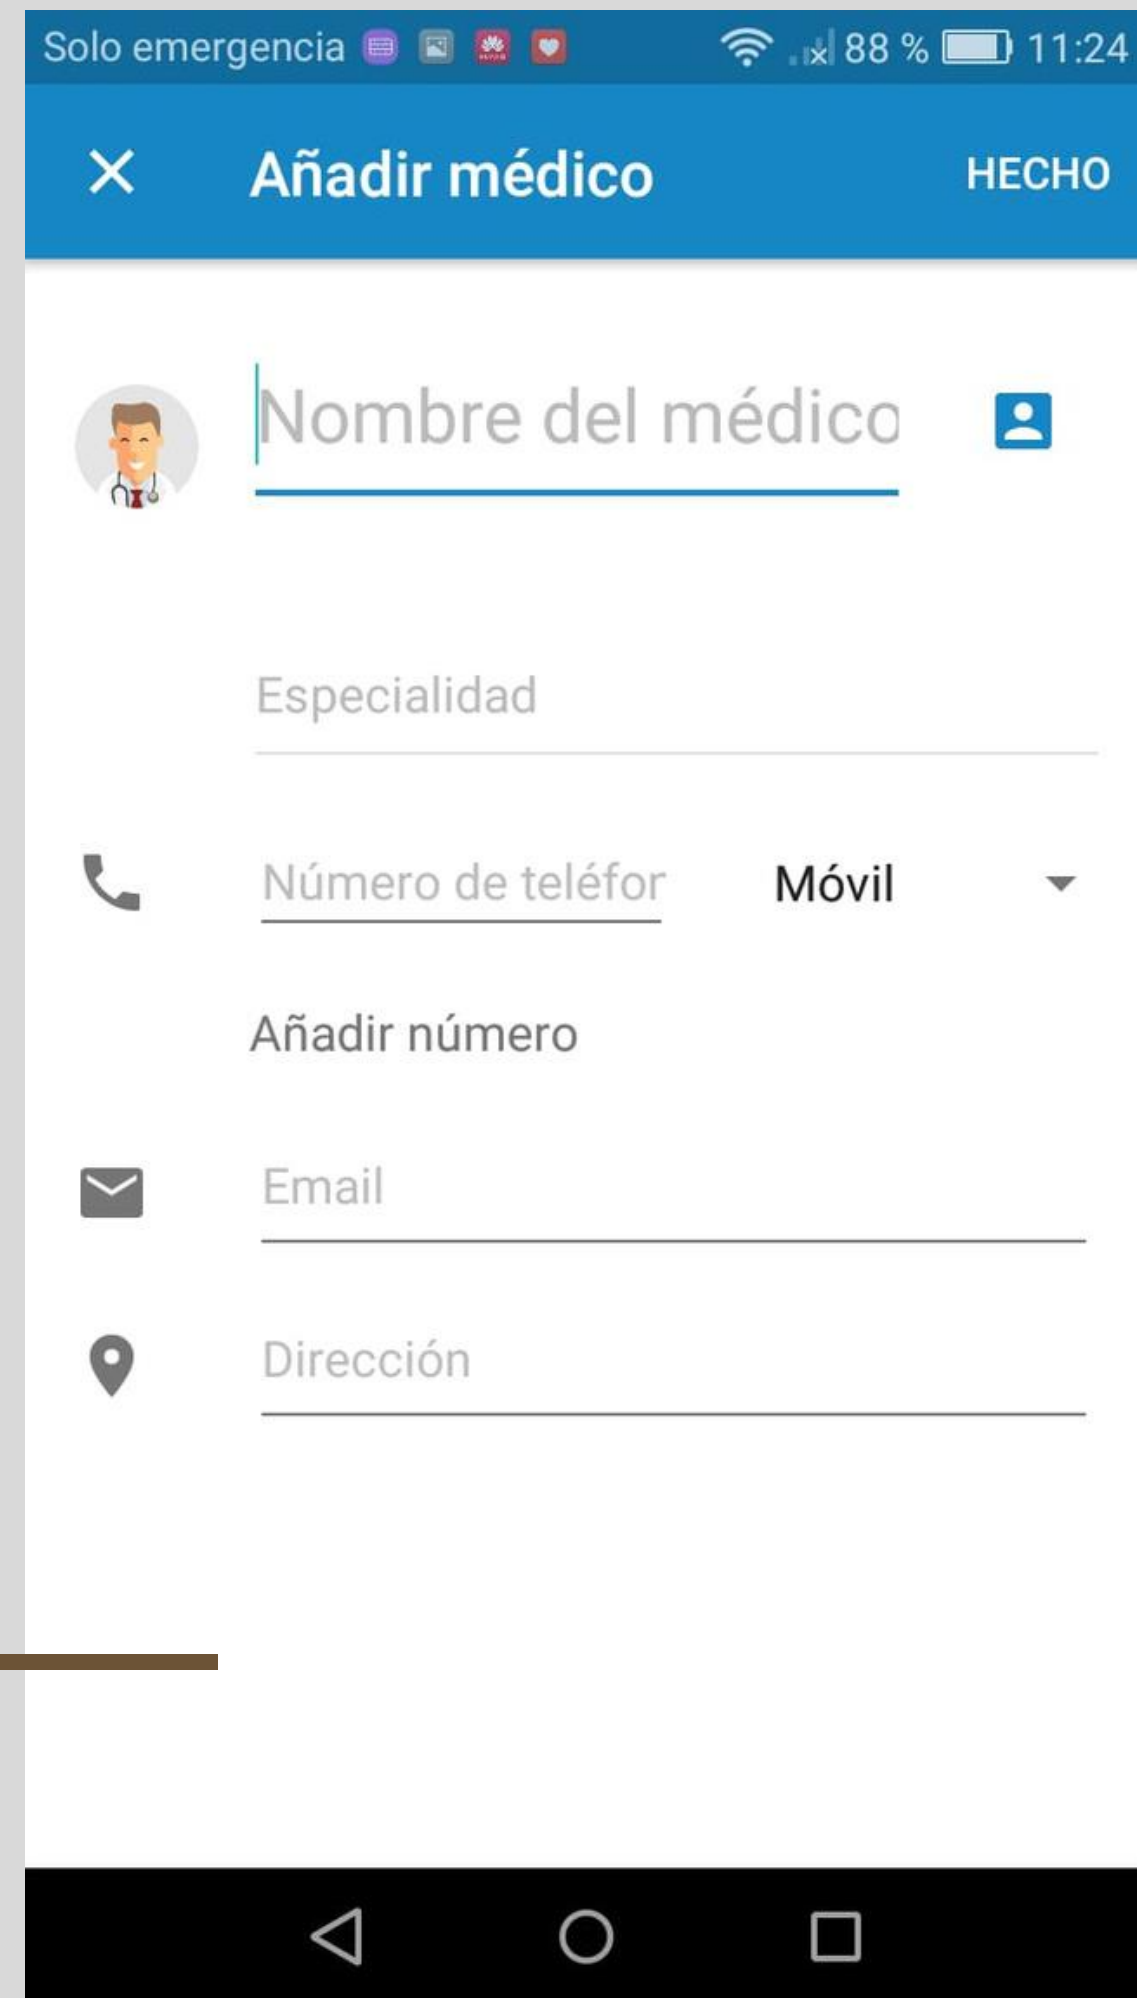 Solo emergencia 88 % 11:24
Añadir médico HECHO
Nombre del médico
Especialidad
Número de teléfor Móvil
Añadir número
Email
Dirección